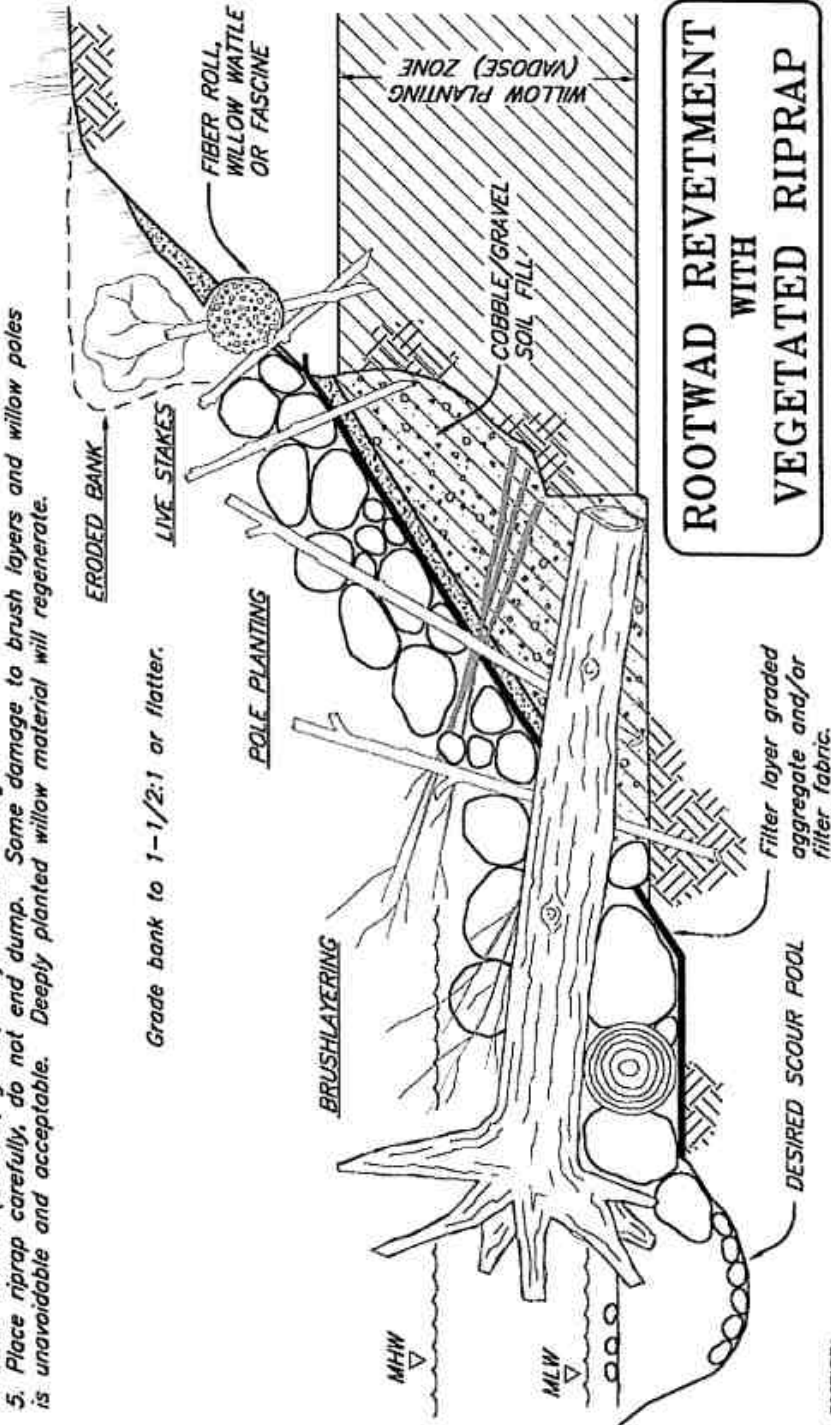 5. Place riprap carefully, do not end dump. Some damage to brush layers and willow poles
is unavoidable and acceptable. Deeply planted willow material will regenerate.
Grade bank to 1-1/2:1 or flatter.
ERODED BANK
LIVE STAKES
POLE PLANTING
BRUSHLAYERING
FIBER ROLL,
WILLOW WATTLE
OR FASCINE
WILLOW PLANTING
(VADOSE) ZONE
COBBLE/GRAVEL
SOIL FILL
MHW
MLW
DESIRED SCOUR POOL
Filter layer graded
aggregate and/or
filter fabric.
ROOTWAD REVETMENT
WITH
VEGETATED RIPRAP